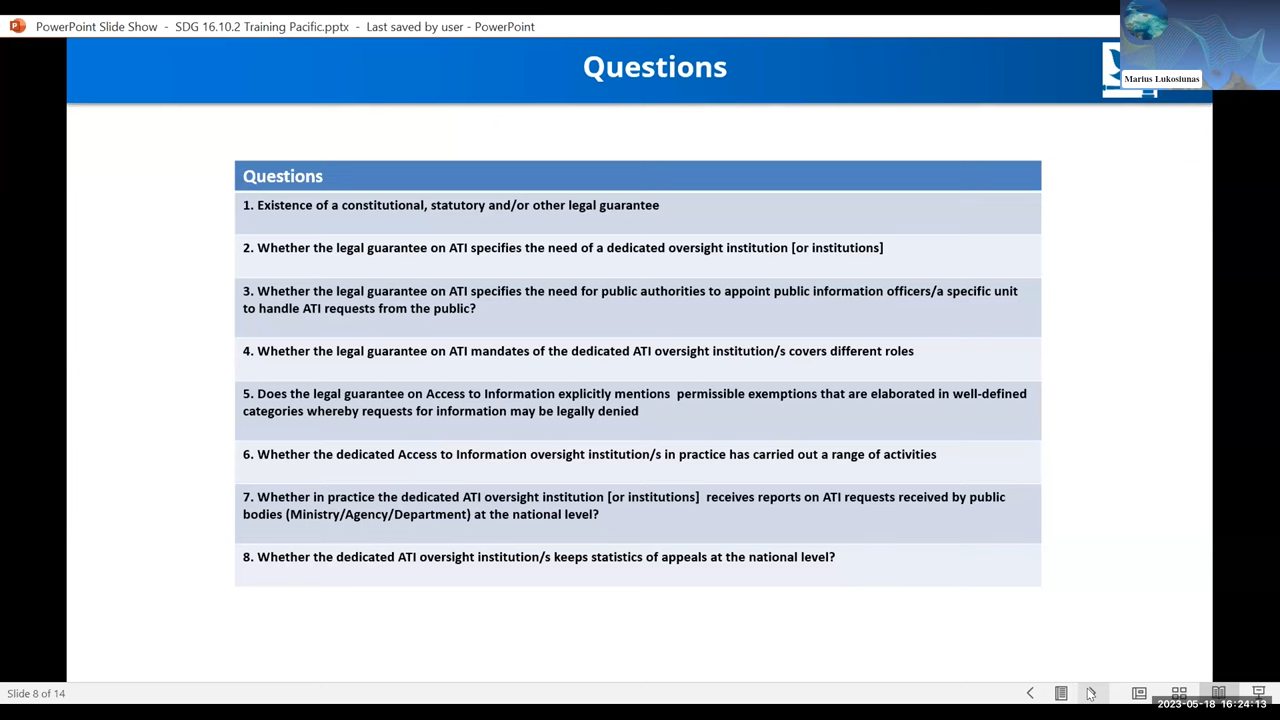 PowerPoint Slide Show - SDG 16.10.2 Training Pacific.pptx - Last saved by user - PowerPoint
Marius Lukosiunas
Questions
Questions
1. Existence of a constitutional, statutory and/or other legal guarantee
2. Whether the legal guarantee on ATI specifies the need of a dedicated oversight institution [or institutions]
3. Whether the legal guarantee on ATI specifies the need for public authorities to appoint public information officers/a specific unit
to handle ATI requests from the public?
4. Whether the legal guarantee on ATI mandates of the dedicated ATI oversight institution/s covers different roles
5. Does the legal guarantee on Access to Information explicitly mentions  permissible exemptions that are elaborated in well-defined
categories whereby requests for information may be legally denied
6. Whether the dedicated Access to Information oversight institution/s in practice has carried out a range of activities
7. Whether in practice the dedicated ATI oversight institution [or institutions]  receives reports on ATI requests received by public
bodies (Ministry/Agency/Department) at the national level?
8. Whether the dedicated ATI oversight institution/s keeps statistics of appeals at the national level?
Slide 8 of 14
2023-05-18 16:24:13